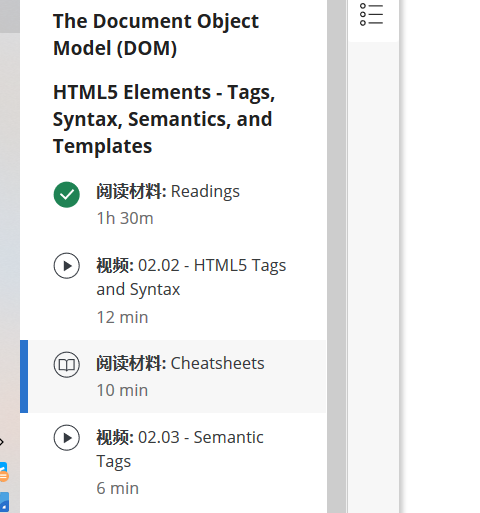 The Document Object
Model (DOM)
HTML5 Elements - Tags,
Syntax, Semantics, and
Templates
阅读材料: Readings
1h 30m
视频: 02.02 - HTML5 Tags
and Syntax
12 min
阅读材料: Cheatsheets
10 min
视频: 02.03 - Semantic
Tags
6 min